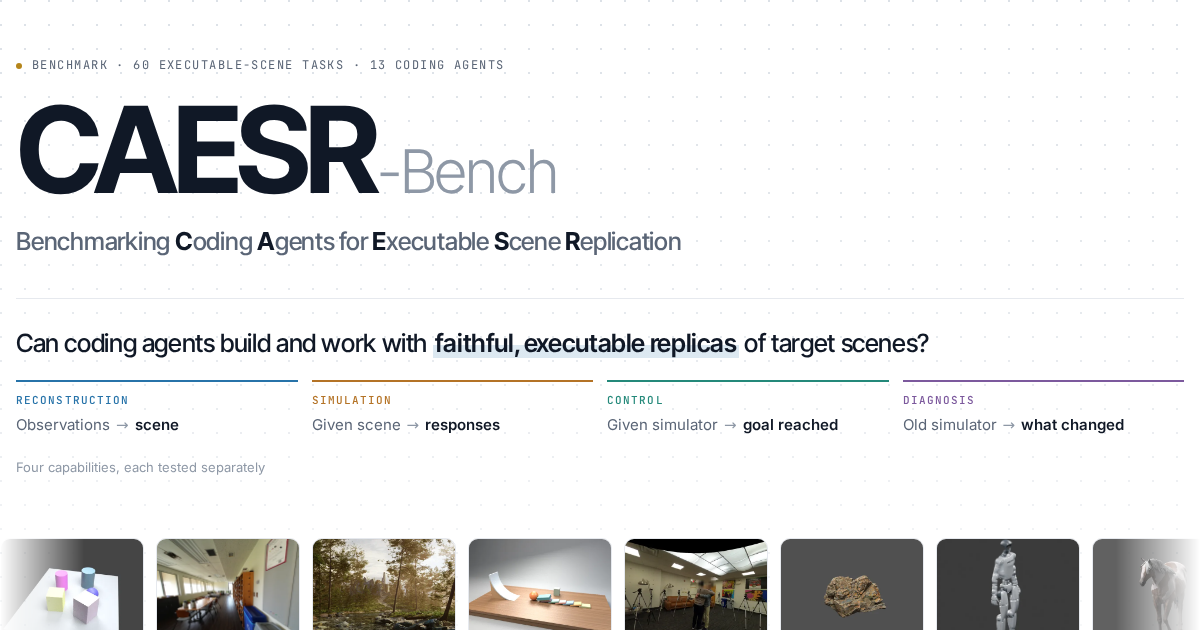 BENCHMARK · 60 EXECUTABLE-SCENE TASKS · 13 CODING AGENTS
CAESR-Bench
Benchmarking Coding Agents for Executable Scene Replication
Can coding agents build and work with faithful, executable replicas of target scenes?
RECONSTRUCTION
Observations → scene
SIMULATION
Given scene → responses
CONTROL
Given simulator → goal reached
DIAGNOSIS
Old simulator → what changed
Four capabilities, each tested separately